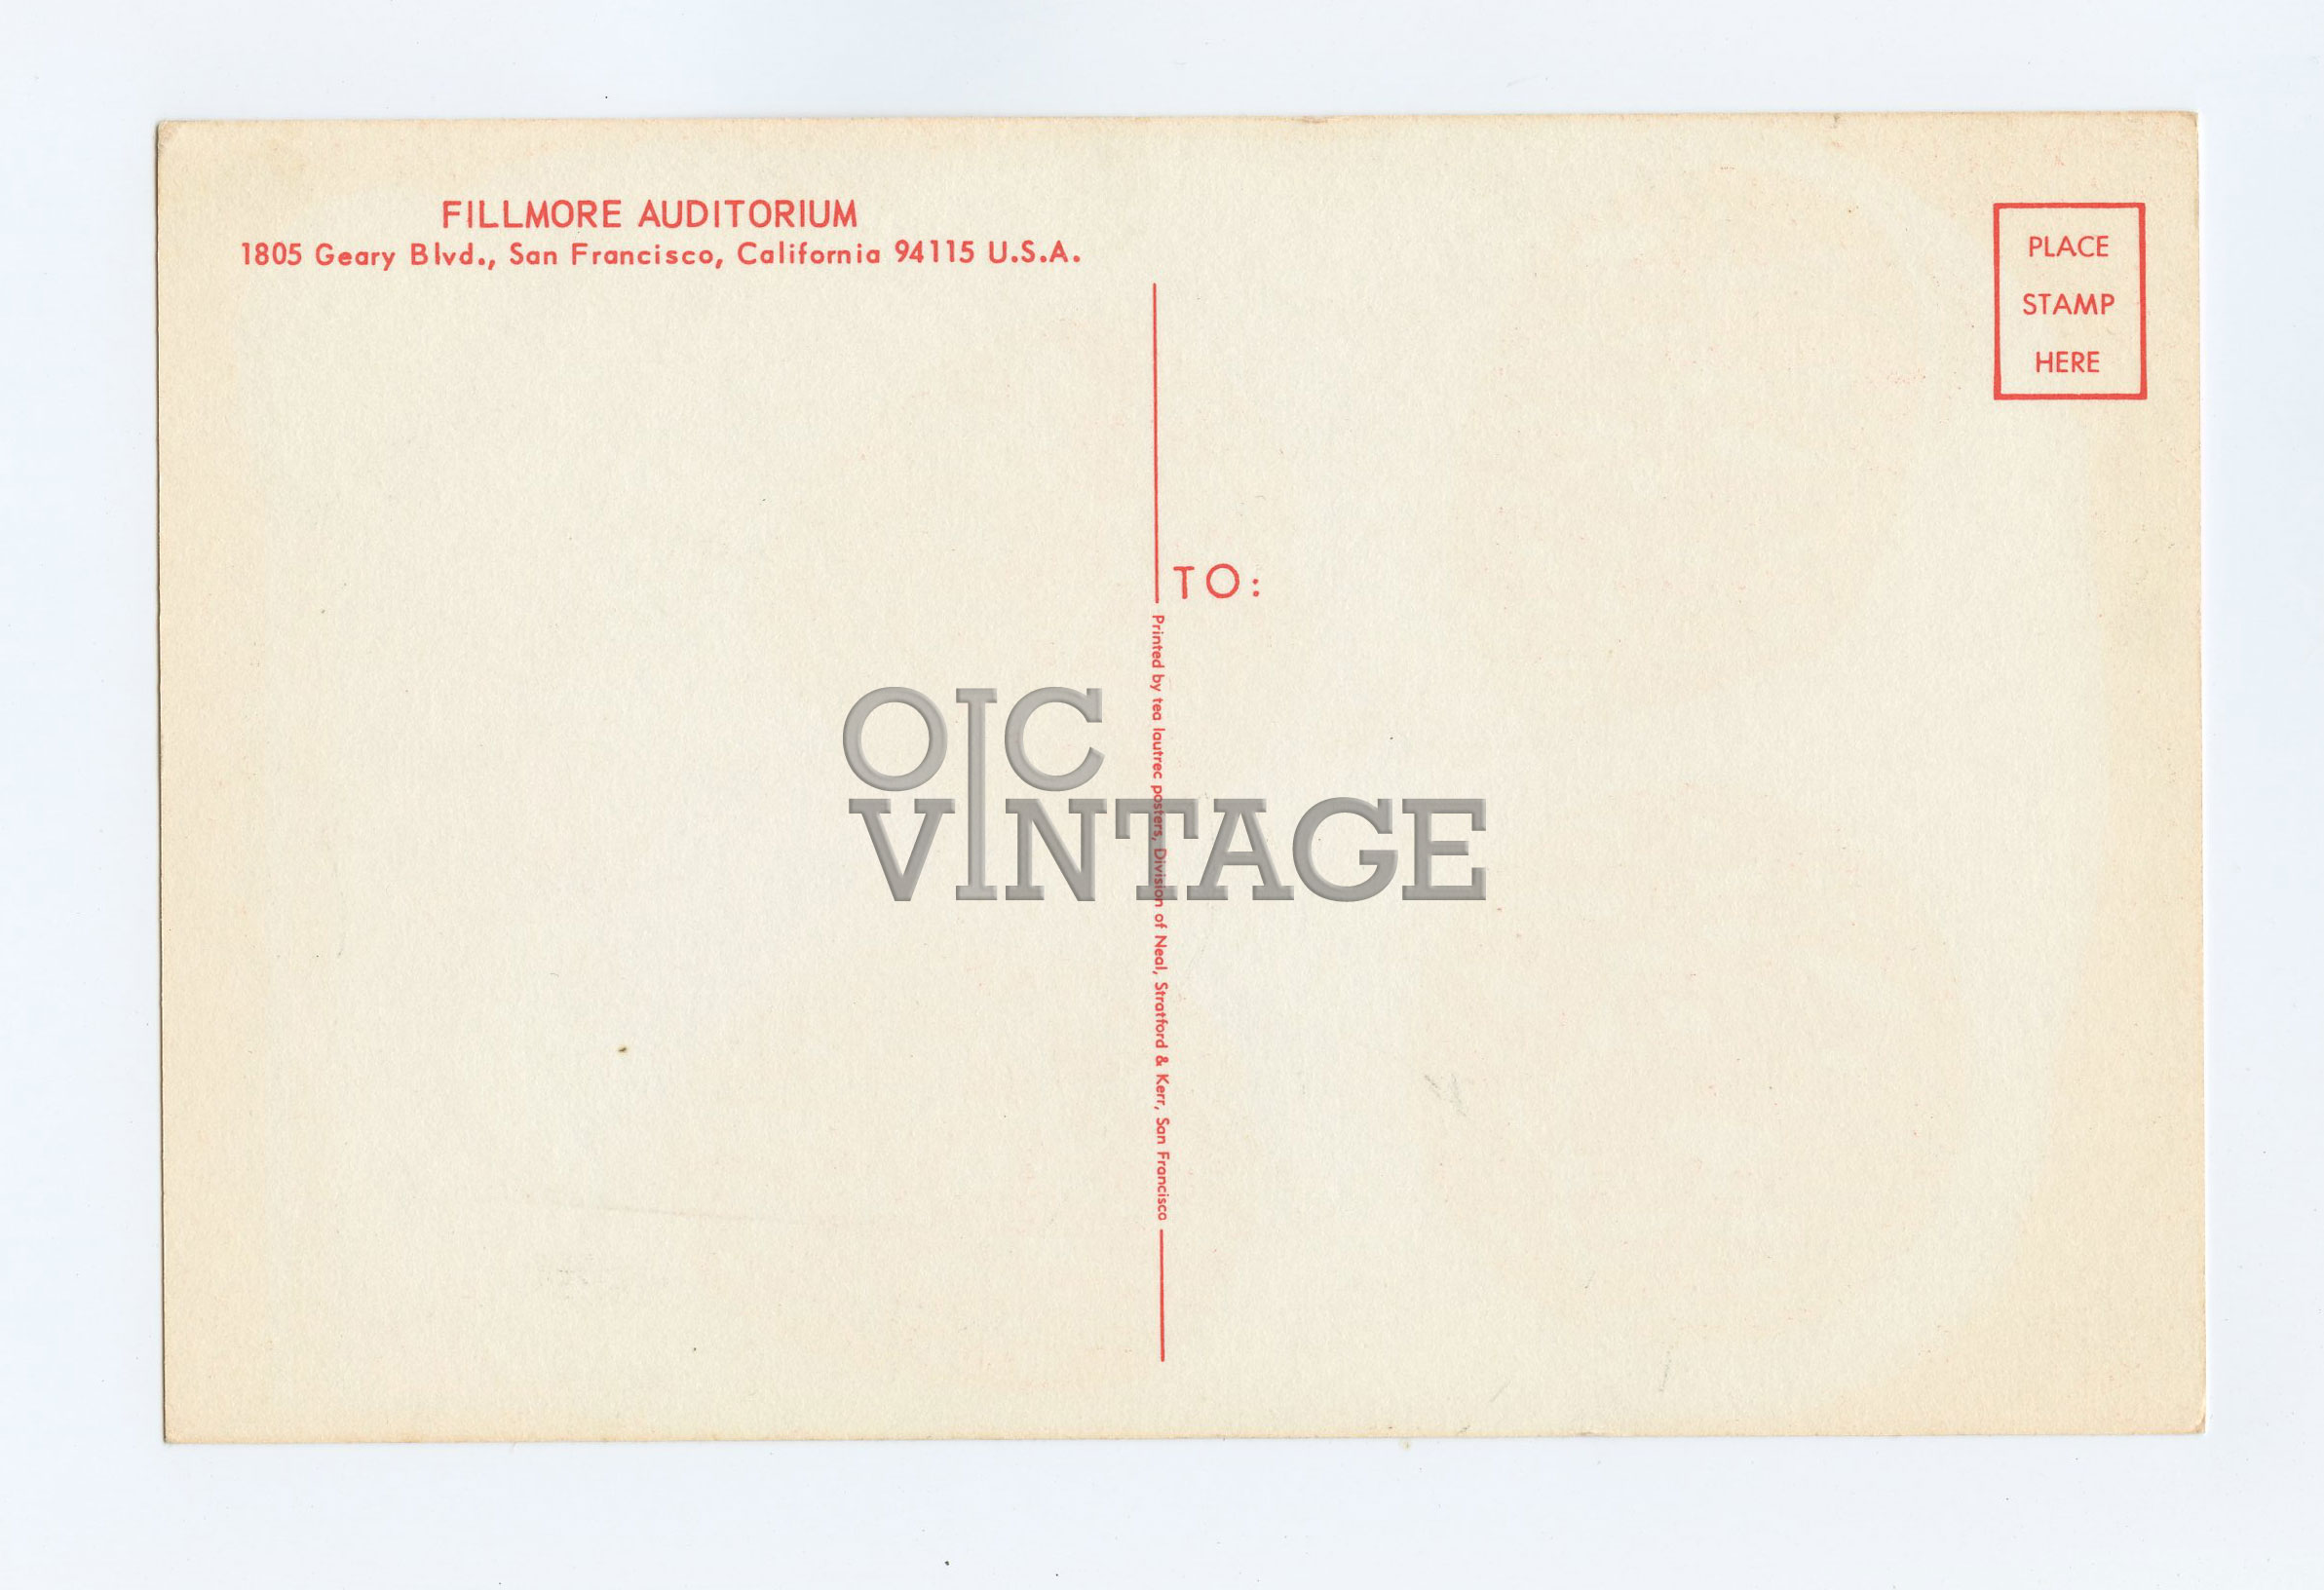 FILLMORE AUDITORIUM
1805 Geary Blvd., San Francisco, California 94115 U.S.A.
PLACE
STAMP
HERE
TO:
Printed by tea lautrec posters, Division of Neal, Stratford & Kerr, San Francisco
OIC
VINTAGE